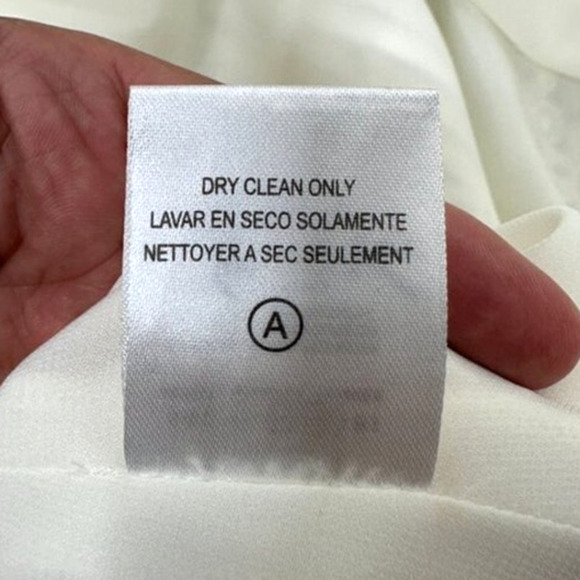 DRY CLEAN ONLY
LAVAR EN SECO SOLAMENTE
NETTOYER A SEC SEULEMENT
A